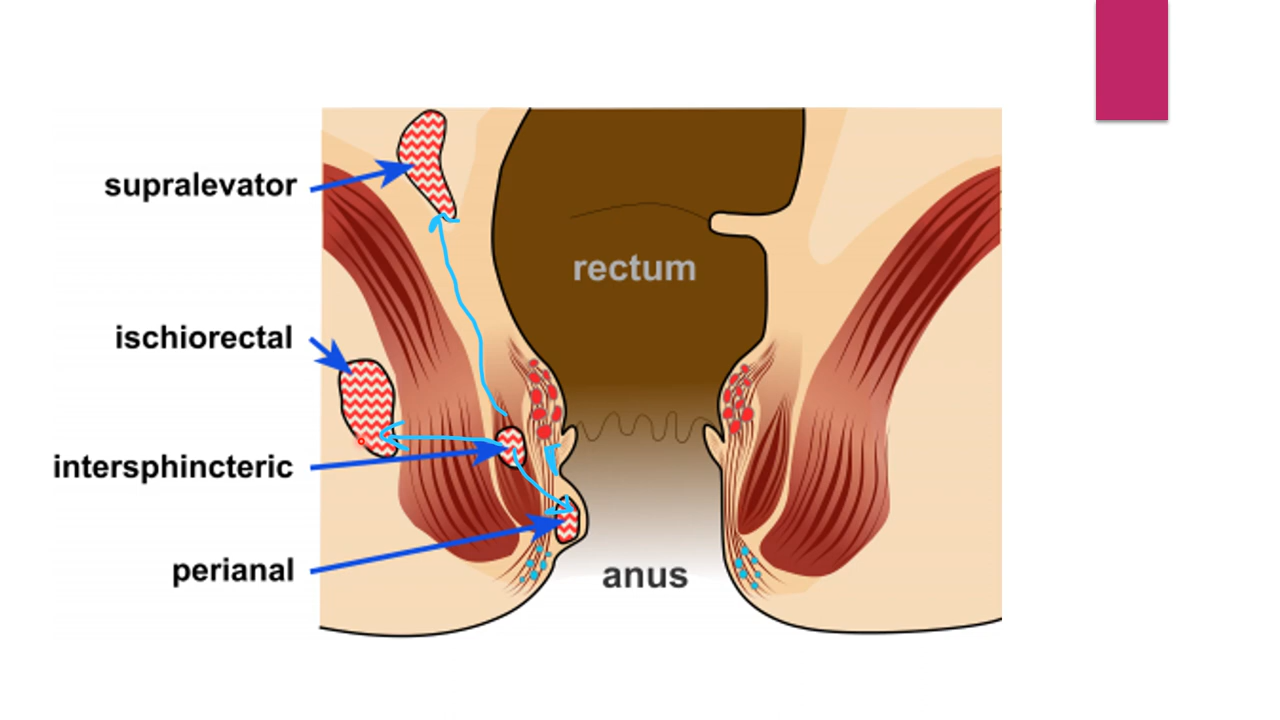 supralevator
rectum
ischiorectal
intersphincteric
perianal
anus